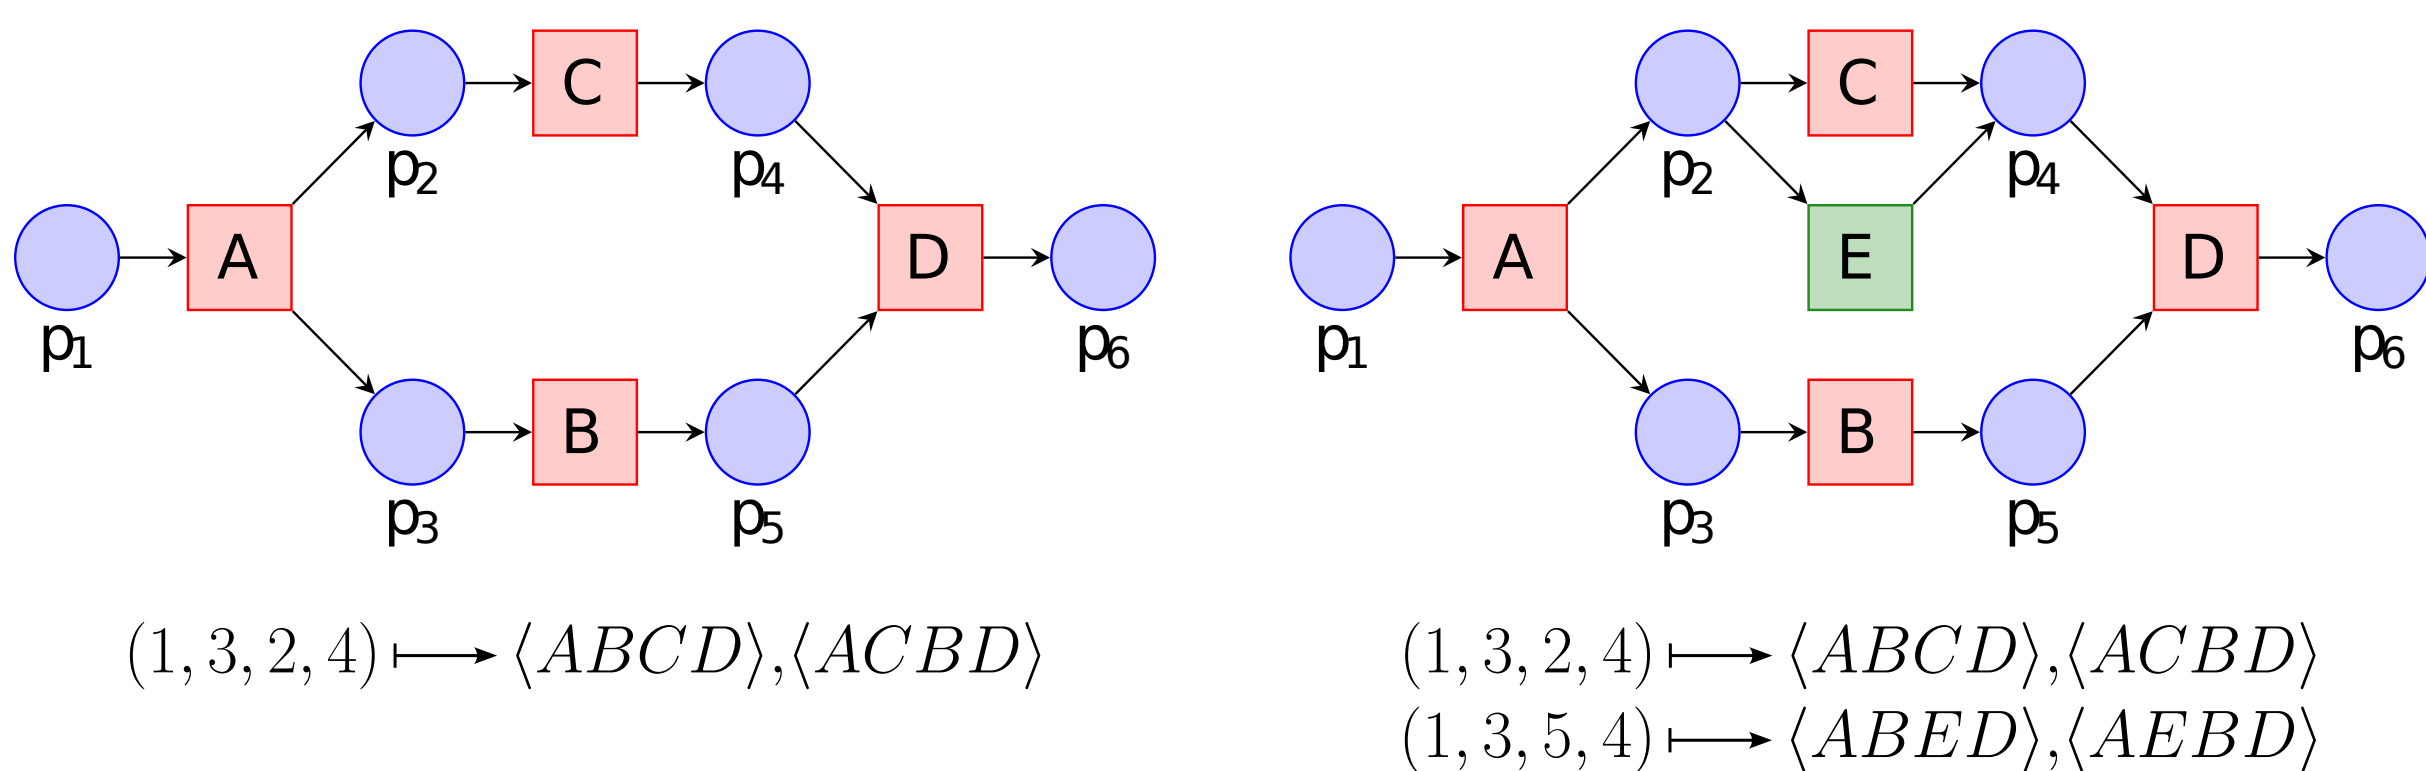 C C
p₂ p₄ p₂ p₄
A D A E D
p₁ p₆ p₁ p₆
B B
p₃ p₅ p₃ p₅
(1, 3, 2, 4) ⟼ ⟨ABCD⟩,⟨ACBD⟩ (1, 3, 2, 4) ⟼ ⟨ABCD⟩,⟨ACBD⟩
(1, 3, 5, 4) ⟼ ⟨ABED⟩,⟨AEBD⟩